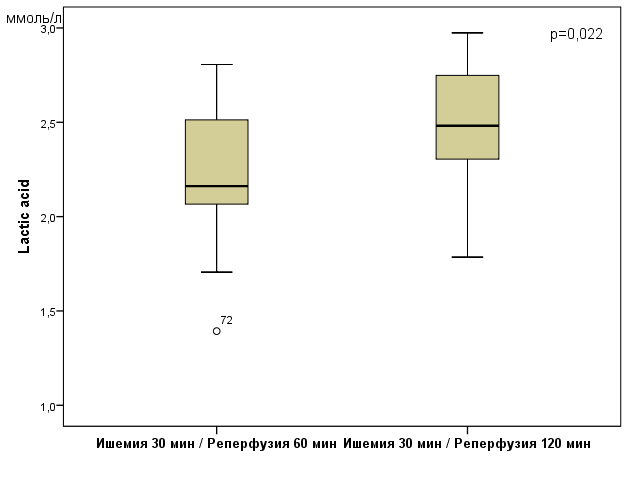 ммоль/л
p=0,022
3,0
2,5
2,0
1,5
1,0
Lactic acid
72
Ишемия 30 мин / Реперфузия 60 мин
Ишемия 30 мин / Реперфузия 120 мин